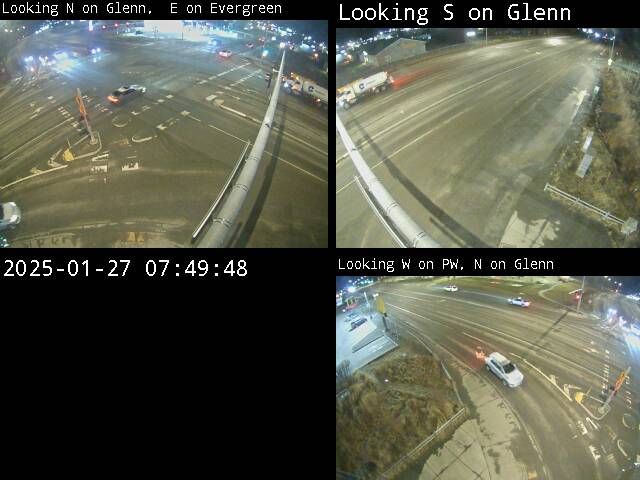 Looking N on Glenn,  E on Evergreen
Looking S on Glenn
2025-01-27 07:49:48
Looking W on PW, N on Glenn